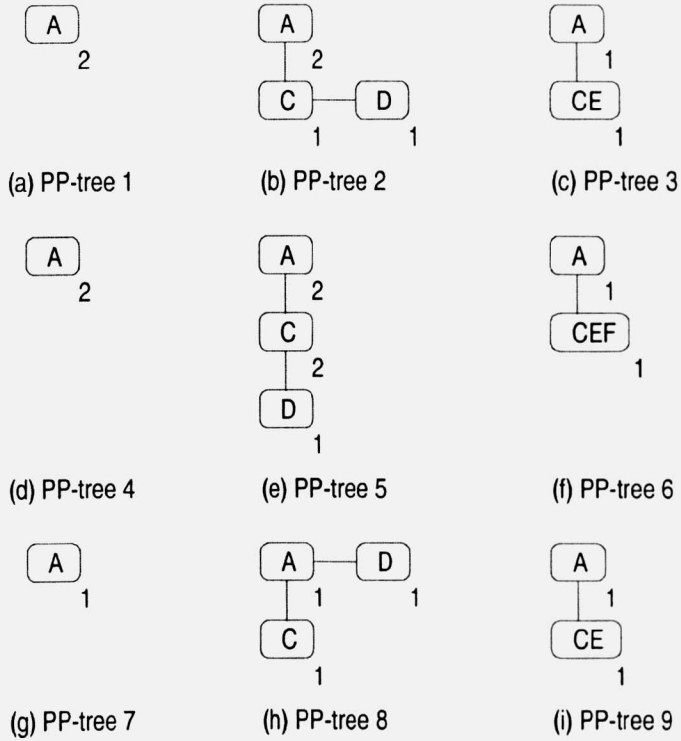 A A A
2 2 1
C D CE
1 1 1
(a) PP-tree 1 (b) PP-tree 2 (c) PP-tree 3
A A A
2 2 1
C CEF
2 1
D
1
(d) PP-tree 4 (e) PP-tree 5 (f) PP-tree 6
A A D A
1 1 1 1
C CE
1 1
(g) PP-tree 7 (h) PP-tree 8 (i) PP-tree 9